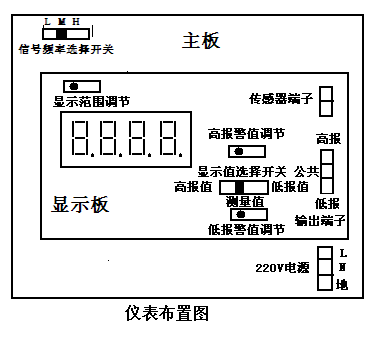 L M H
主板
信号频率选择开关
显示范围调节
传感器端子
高报警值调节
高报
显示值选择开关 公共
高报值 低报值
测量值
低报
显示板
输出端子
低报警值调节
L
220V电源 N
地
仪表布置图